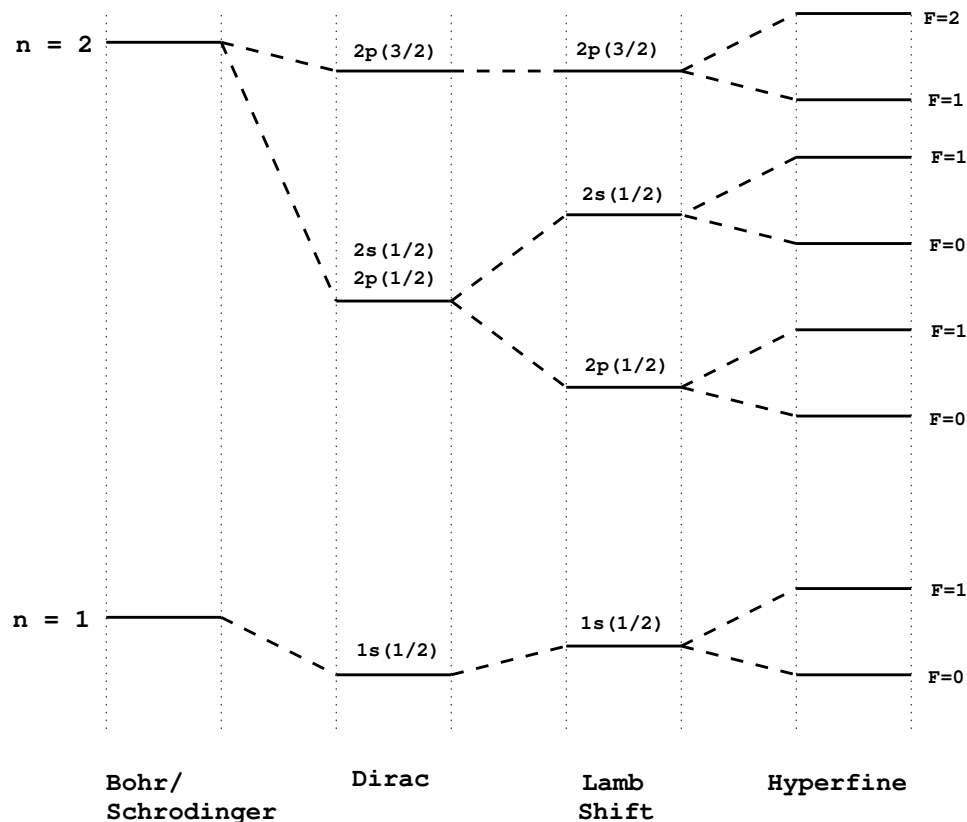 F=2
n = 2
2p(3/2)
2p(3/2)
F=1
F=1
2s(1/2)
F=0
2s(1/2)
2p(1/2)
F=1
2p(1/2)
F=0
F=1
n = 1
1s(1/2)
1s(1/2)
F=0
Bohr/
Schrodinger
Dirac
Lamb
Shift
Hyperfine